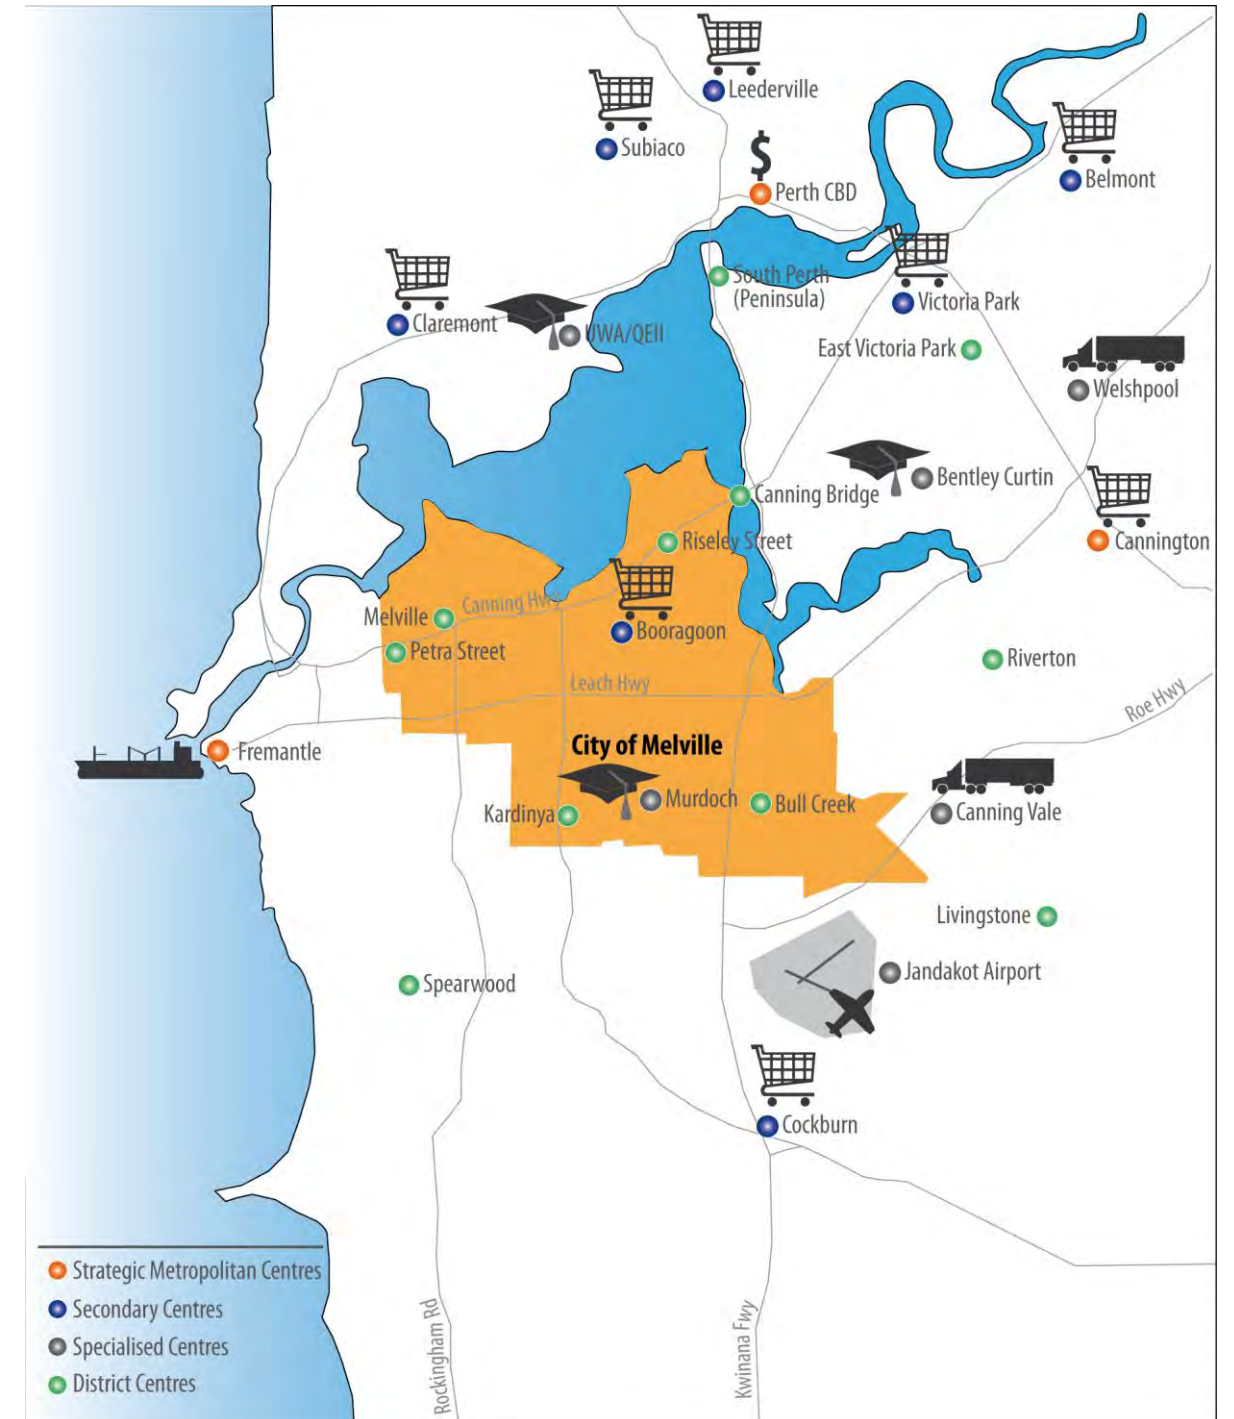 Leederville
Subiaco
$
Perth CBD
Belmont
South Perth
(Peninsula)
Victoria Park
Claremont
UWA/QEII
East Victoria Park
Welshpool
Bentley Curtin
Canning Bridge
Cannington
Riseley Street
Canning Hwy
Melville
Booragoon
Petra Street
Riverton
Leach Hwy
Roe Hwy
City of Melville
Fremantle
Murdoch
Bull Creek
Kardinya
Canning Vale
Livingstone
Jandakot Airport
Spearwood
Cockburn
Strategic Metropolitan Centres
Secondary Centres
Specialised Centres
District Centres
Rockingham Rd
Kwinana Fwy